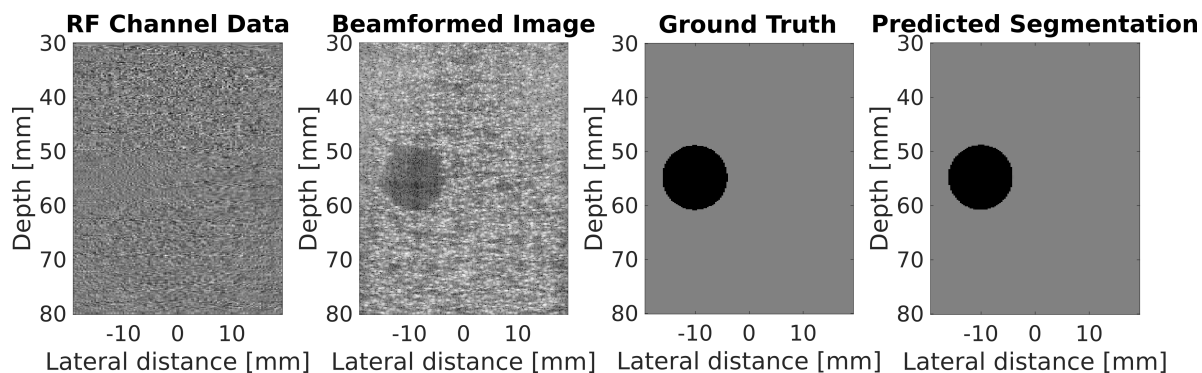 RF Channel Data
30
40
50
60
70
80
Depth [mm]
-10 0 10
Lateral distance [mm]
Beamformed Image
30
40
50
60
70
80
Depth [mm]
-10 0 10
Lateral distance [mm]
Ground Truth
30
40
50
60
70
80
Depth [mm]
-10 0 10
Lateral distance [mm]
Predicted Segmentation
30
40
50
60
70
80
Depth [mm]
-10 0 10
Lateral distance [mm]